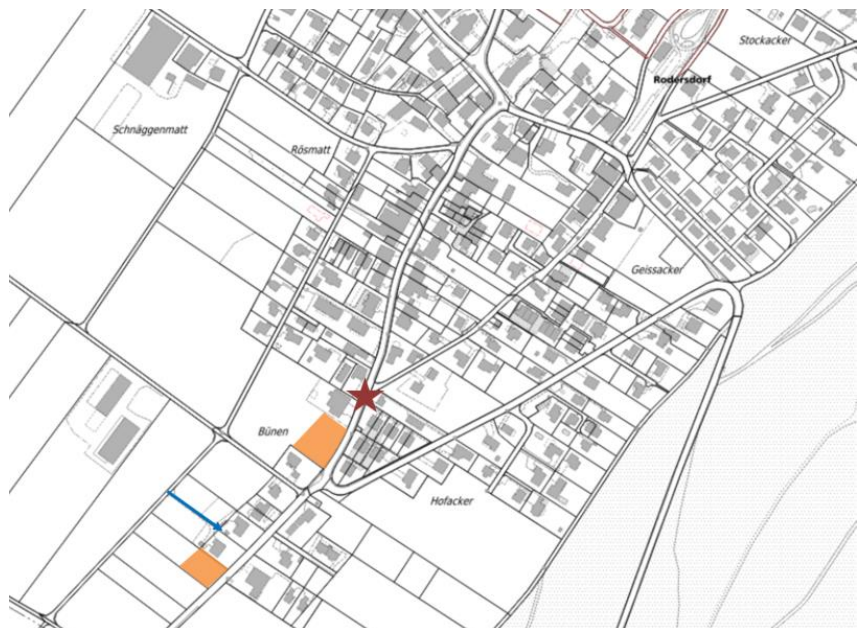 Stockacker
Rodersdorf
Schnäggenmatt
Rösmatt
Geissacker
Bünen
Hofacker